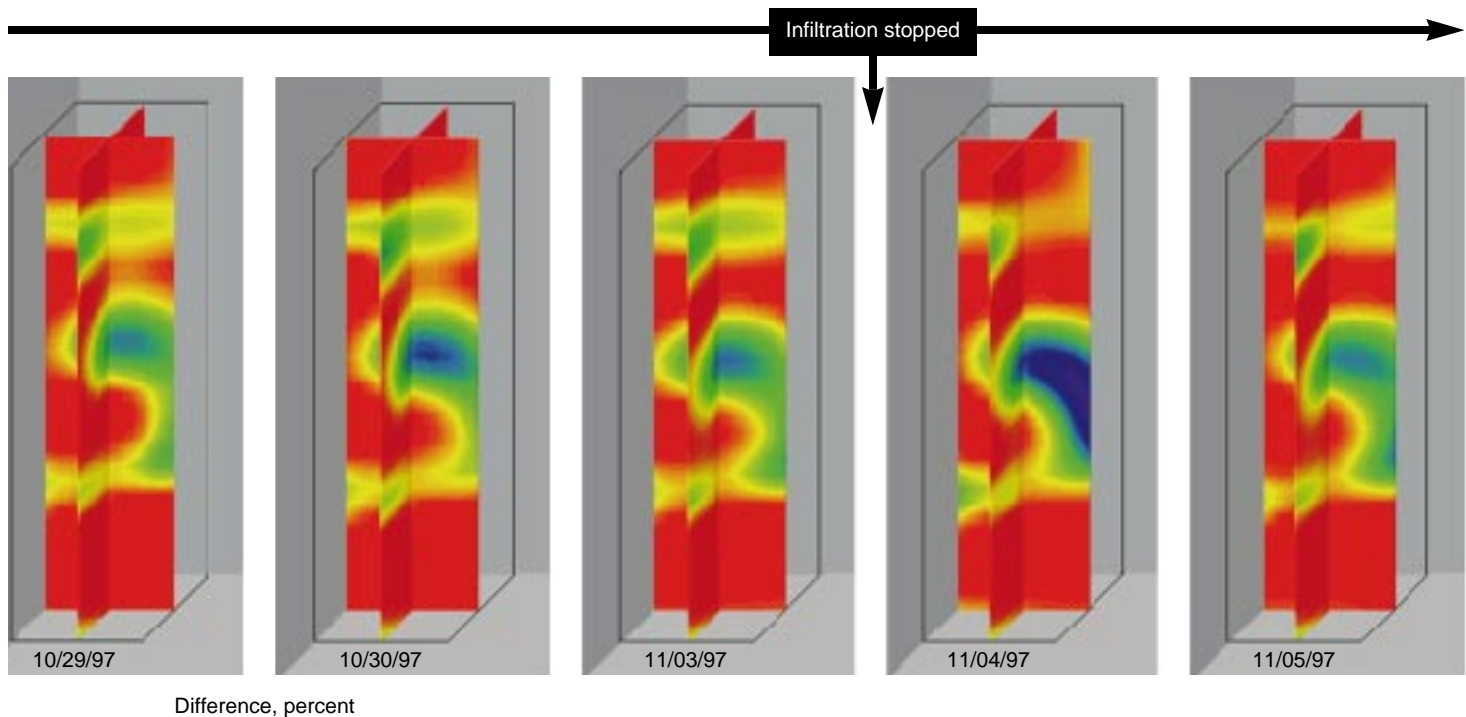 Infiltration stopped
10/29/97
10/30/97
11/03/97
11/04/97
11/05/97
Difference, percent